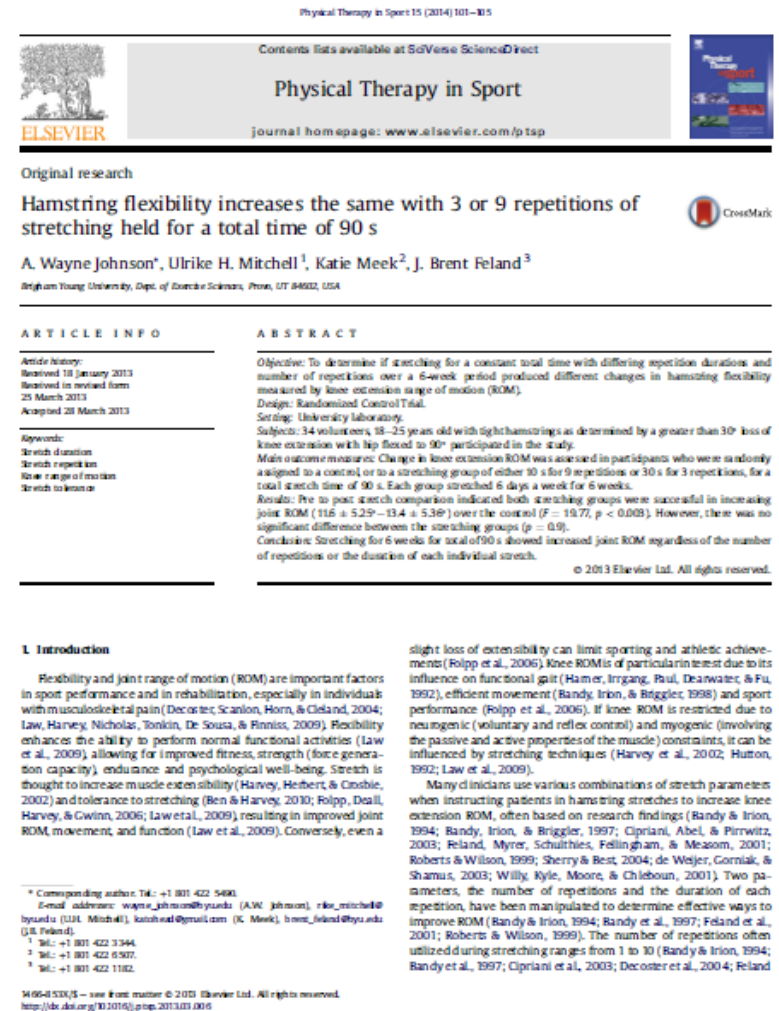 Physical Therapy in Sport 15 (2014) 101–105
Contents lists available at SciVerse ScienceDirect
Physical Therapy in Sport
journal homepage: www.elsevier.com/ptsp
ELSEVIER
Physical Therapy in Sport
Original research
Hamstring flexibility increases the same with 3 or 9 repetitions of
stretching held for a total time of 90 s
CrossMark
A. Wayne Johnson*, Ulrike H. Mitchell 1, Katie Meek 2, J. Brent Feland 3
Brigham Young University, Dept. of Exercise Sciences, Provo, UT 84602, USA
ARTICLE INFO
Article history:
Received 18 January 2013
Received in revised form
25 March 2013
Accepted 28 March 2013
Keywords:
Stretch duration
Stretch repetition
Knee range of motion
Stretch tolerance
ABSTRACT
Objective: To determine if stretching for a constant total time with differing repetition durations and
number of repetitions over a 6-week period produced different changes in hamstring flexibility
measured by knee extension range of motion (ROM).
Design: Randomized Control Trial.
Setting: University laboratory.
Subjects: 34 volunteers, 18–25 years old with tight hamstrings as determined by a greater than 30° loss of
knee extension with hip flexed to 90° participated in the study.
Main outcome measures: Change in knee extension ROM was assessed in participants who were randomly
assigned to a control, or to a stretching group of either 10 s for 9 repetitions or 30 s for 3 repetitions, for a
total stretch time of 90 s. Each group stretched 6 days a week for 6 weeks.
Results: Pre to post stretch comparison indicated both stretching groups were successful in increasing
joint ROM (11.6 ± 5.25°–13.4 ± 5.36°) over the control (F = 19.77, p < 0.003). However, there was no
significant difference between the stretching groups (p = 0.9).
Conclusion: Stretching for 6 weeks for total of 90 s showed increased joint ROM regardless of the number
of repetitions or the duration of each individual stretch.
© 2013 Elsevier Ltd. All rights reserved.
1. Introduction
Flexibility and joint range of motion (ROM) are important factors
in sport performance and in rehabilitation, especially in individuals
with musculoskeletal pain (Decoster, Scanlon, Horn, & Cleland, 2004;
Law, Harvey, Nicholas, Tonkin, De Sousa, & Finniss, 2009). Flexibility
enhances the ability to perform normal functional activities (Law
et al., 2009), allowing for improved fitness, strength (force genera-
tion capacity), endurance and psychological well-being. Stretch is
thought to increase muscle extensibility (Harvey, Herbert, & Crosbie,
2002) and tolerance to stretching (Ben & Harvey, 2010; Folpp, Deall,
Harvey, & Gwinn, 2006; Law et al., 2009), resulting in improved joint
ROM, movement, and function (Law et al., 2009). Conversely, even a
* Corresponding author. Tel.: +1 801 422 5490.
E-mail addresses: wayne_johnson@byu.edu (A.W. Johnson), rike_mitchell@
byu.edu (U.H. Mitchell), katohead@gmail.com (K. Meek), brent_feland@byu.edu
(J.B. Feland).
1 Tel.: +1 801 422 3344.
2 Tel.: +1 801 422 6507.
3 Tel.: +1 801 422 1182.
1466-853X/$ – see front matter © 2013 Elsevier Ltd. All rights reserved.
http://dx.doi.org/10.1016/j.ptsp.2013.03.006
slight loss of extensibility can limit sporting and athletic achieve-
ments (Folpp et al., 2006). Knee ROM is of particular interest due to its
influence on functional gait (Harner, Irrgang, Paul, Dearwater, & Fu,
1992), efficient movement (Bandy, Irion, & Briggler, 1998) and sport
performance (Folpp et al., 2006). If knee ROM is restricted due to
neurogenic (voluntary and reflex control) and myogenic (involving
the passive and active properties of the muscle) constraints, it can be
influenced by stretching techniques (Harvey et al., 2002; Hutton,
1992; Law et al., 2009).
Many clinicians use various combinations of stretch parameters
when instructing patients in hamstring stretches to increase knee
extension ROM, often based on research findings (Bandy & Irion,
1994; Bandy, Irion, & Briggler, 1997; Cipriani, Abel, & Pirrwitz,
2003; Feland, Myrer, Schulthies, Fellingham, & Measom, 2001;
Roberts & Wilson, 1999; Sherry & Best, 2004; de Weijer, Gorniak, &
Shamus, 2003; Willy, Kyle, Moore, & Chleboun, 2001). Two pa-
rameters, the number of repetitions and the duration of each
repetition, have been manipulated to determine effective ways to
improve ROM (Bandy & Irion, 1994; Bandy et al., 1997; Feland et al.,
2001; Roberts & Wilson, 1999). The number of repetitions often
utilized during stretching ranges from 1 to 10 (Bandy & Irion, 1994;
Bandy et al., 1997; Cipriani et al., 2003; Decoster et al., 2004; Feland